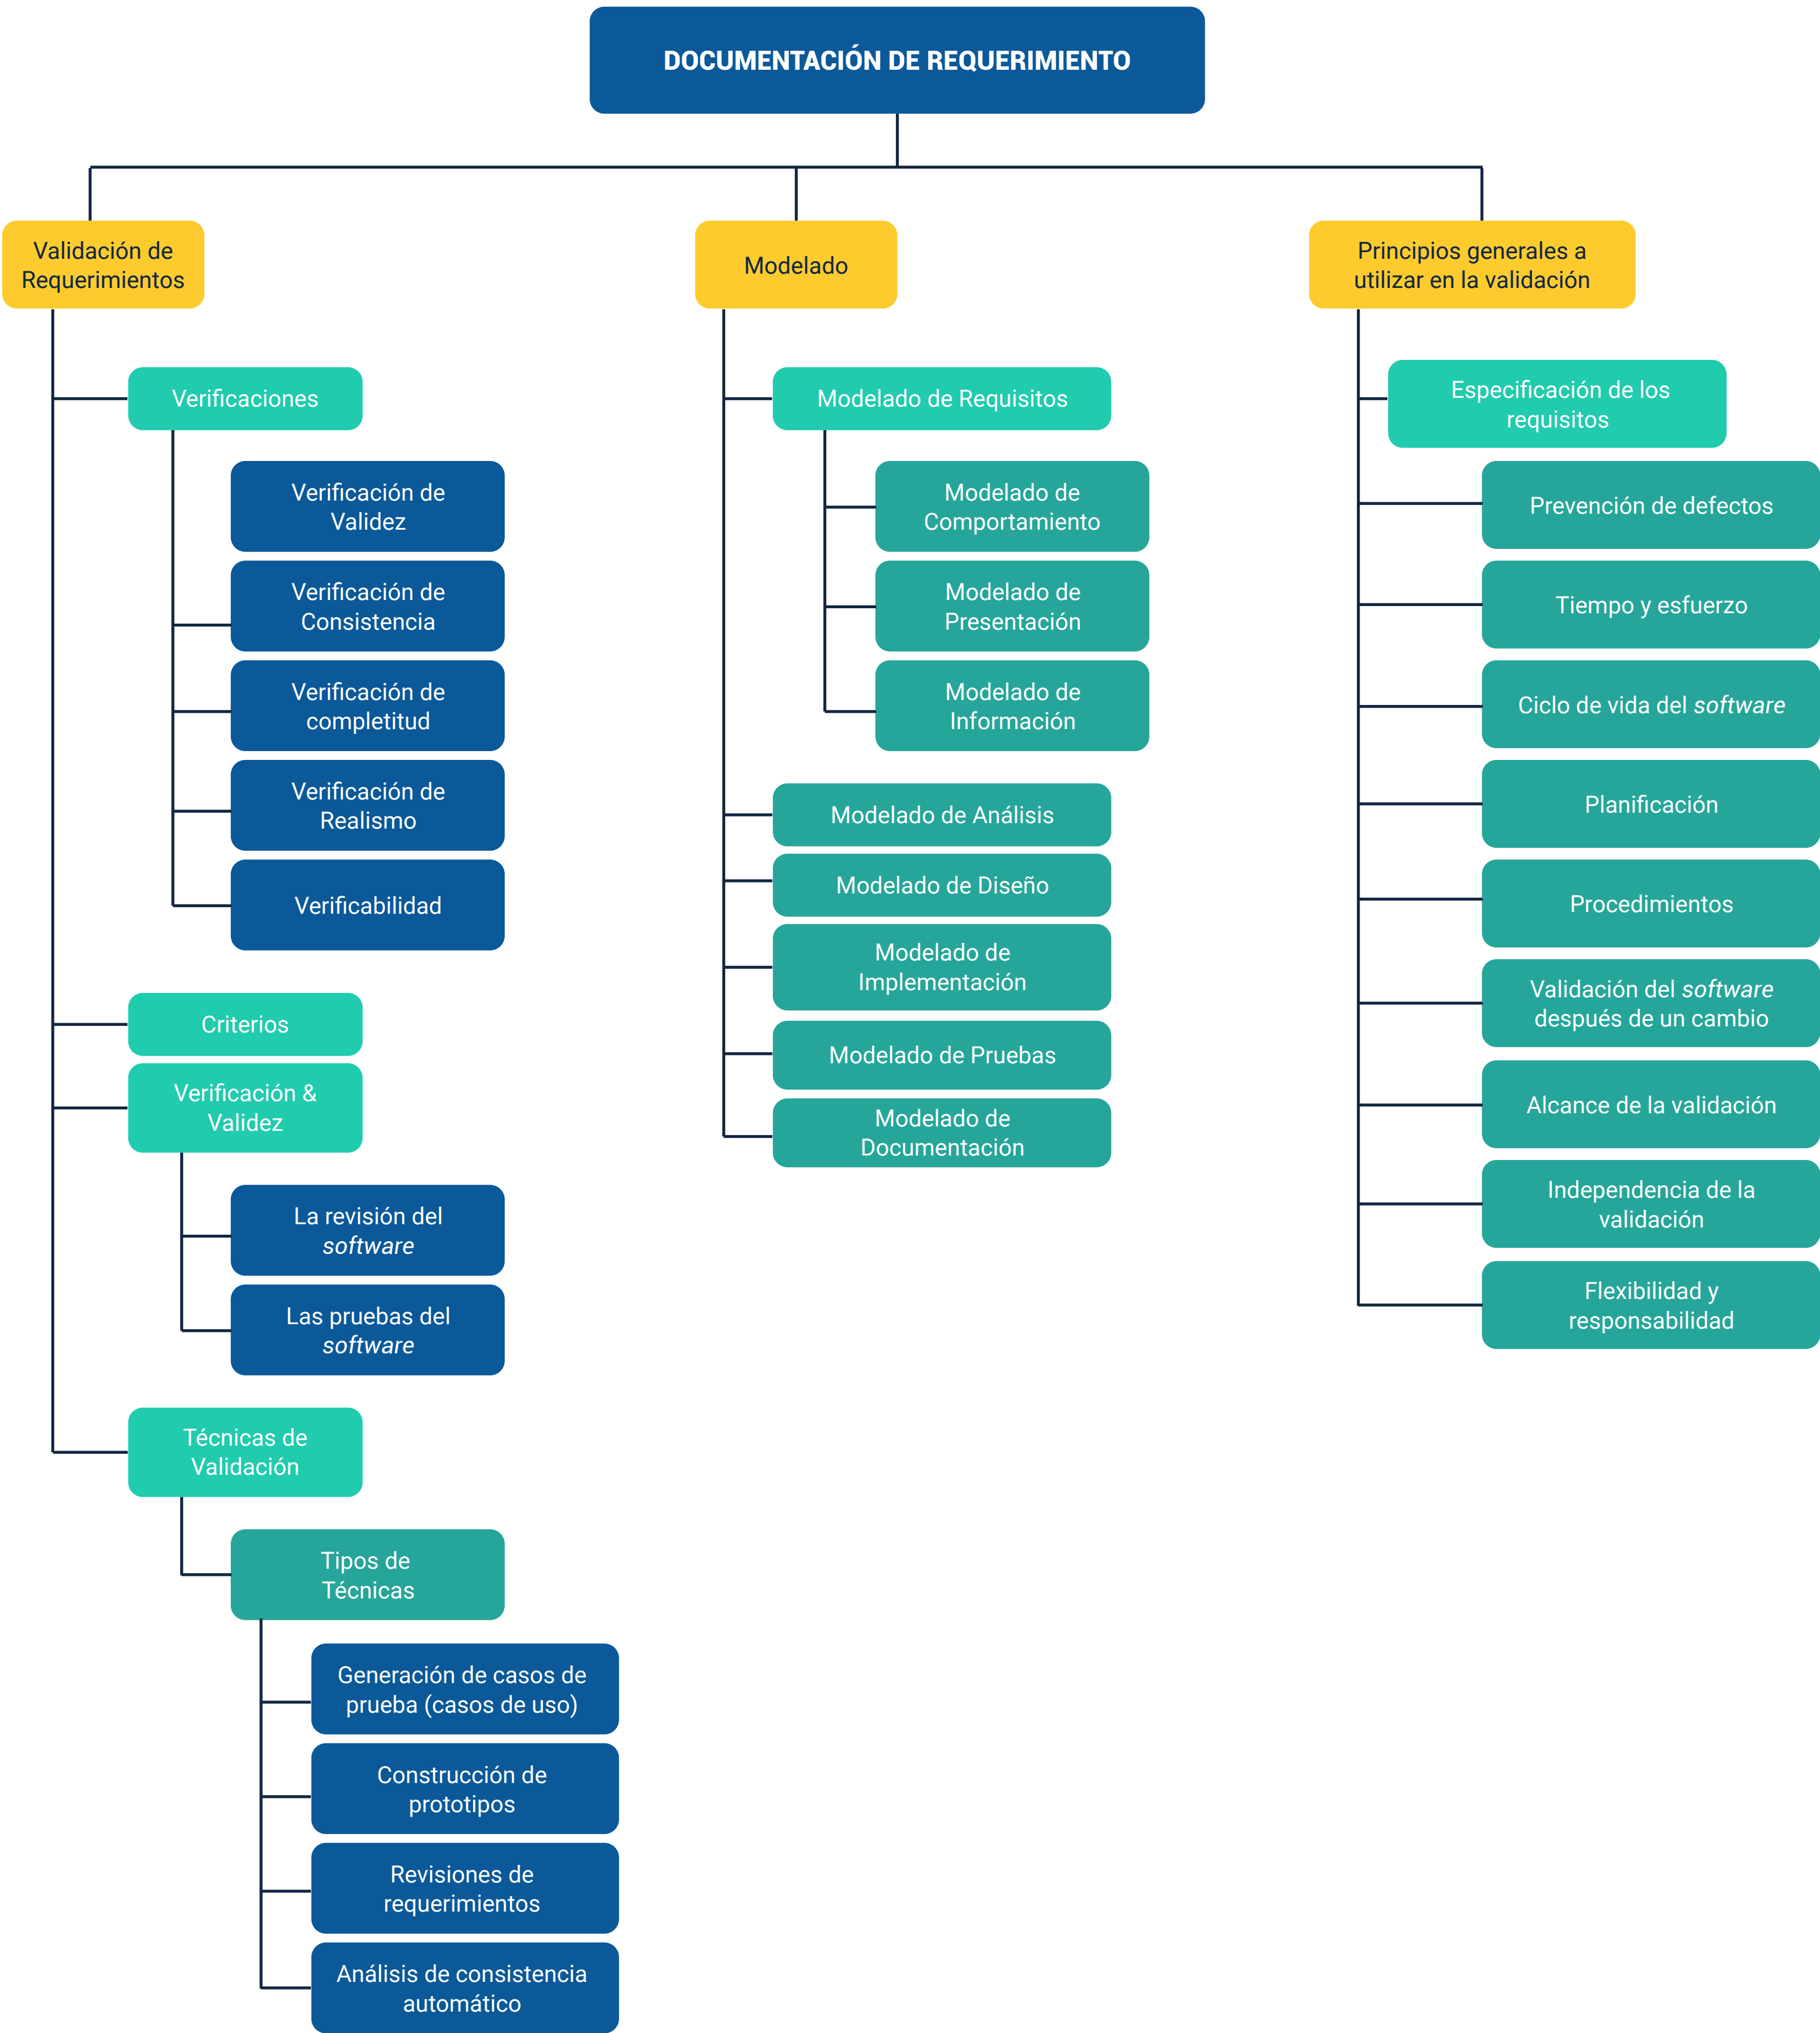 DOCUMENTACIÓN DE REQUERIMIENTO
Validación de
Requerimientos
Verificaciones
Verificación de
Validez
Verificación de
Consistencia
Verificación de
completitud
Verificación de
Realismo
Verificabilidad
Criterios
Verificación &
Validez
La revisión del
software
Las pruebas del
software
Técnicas de
Validación
Tipos de
Técnicas
Generación de casos de
prueba (casos de uso)
Construcción de
prototipos
Revisiones de
requerimientos
Análisis de consistencia
automático
Modelado
Modelado de Requisitos
Modelado de
Comportamiento
Modelado de
Presentación
Modelado de
Información
Modelado de Análisis
Modelado de Diseño
Modelado de
Implementación
Modelado de Pruebas
Modelado de
Documentación
Principios generales a
utilizar en la validación
Especificación de los
requisitos
Prevención de defectos
Tiempo y esfuerzo
Ciclo de vida del software
Planificación
Procedimientos
Validación del software
después de un cambio
Alcance de la validación
Independencia de la
validación
Flexibilidad y
responsabilidad